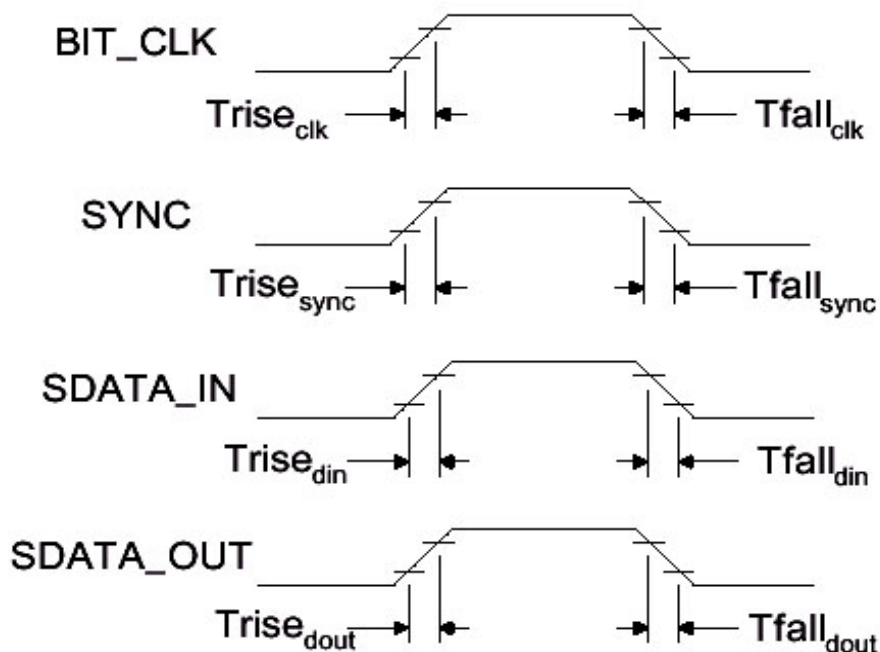 BIT_CLK
Trise_clk Tfall_clk
SYNC
Trise_sync Tfall_sync
SDATA_IN
Trise_din Tfall_din
SDATA_OUT
Trise_dout Tfall_dout